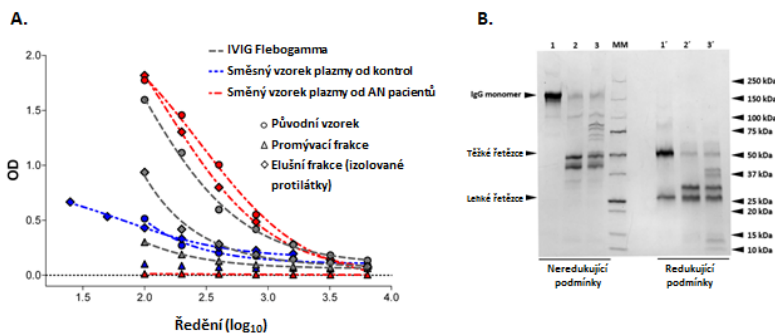 A.
B.
2.0
1.5
1.0
0.5
0.0
OD
1.5
2.0
2.5
3.0
3.5
4.0
Ředění (log10)
IVIG Flebogamma
Směsný vzorek plazmy od kontrol
Směný vzorek plazmy od AN pacientů
Původní vzorek
Promývací frakce
Elušní frakce (izolované
protilátky)
1 2 3 MM 1´ 2´ 3´
IgG monomer
Těžké řetězce
Lehké řetězce
250 kDa
150 kDa
100 kDa
75 kDa
50 kDa
37 kDa
25 kDa
20 kDa
15 kDa
10 kDa
Neredukující
podmínky
Redukující
podmínky